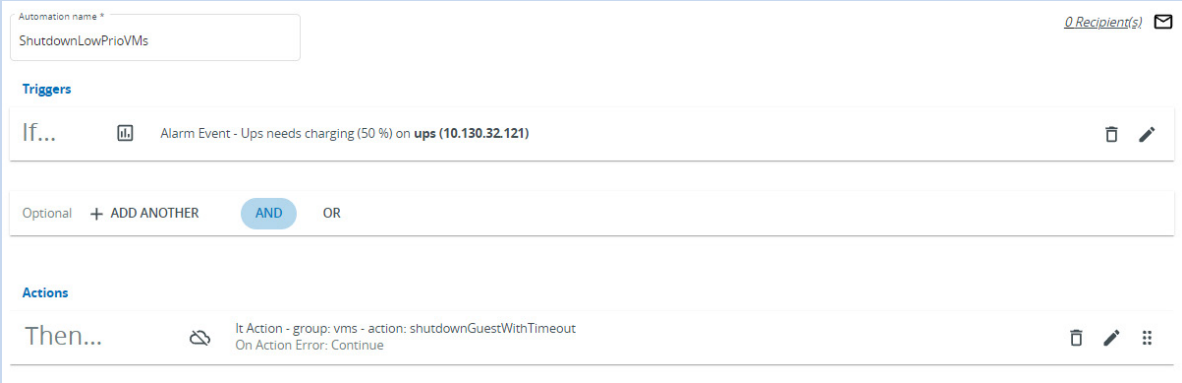 Automation name *
0 Recipient(s)
ShutdownLowPrioVMs
Triggers
If...
Alarm Event - Ups needs charging (50 %) on ups (10.130.32.121)
Optional + ADD ANOTHER AND OR
Actions
Then...
It Action - group: vms - action: shutdownGuestWithTimeout
On Action Error: Continue